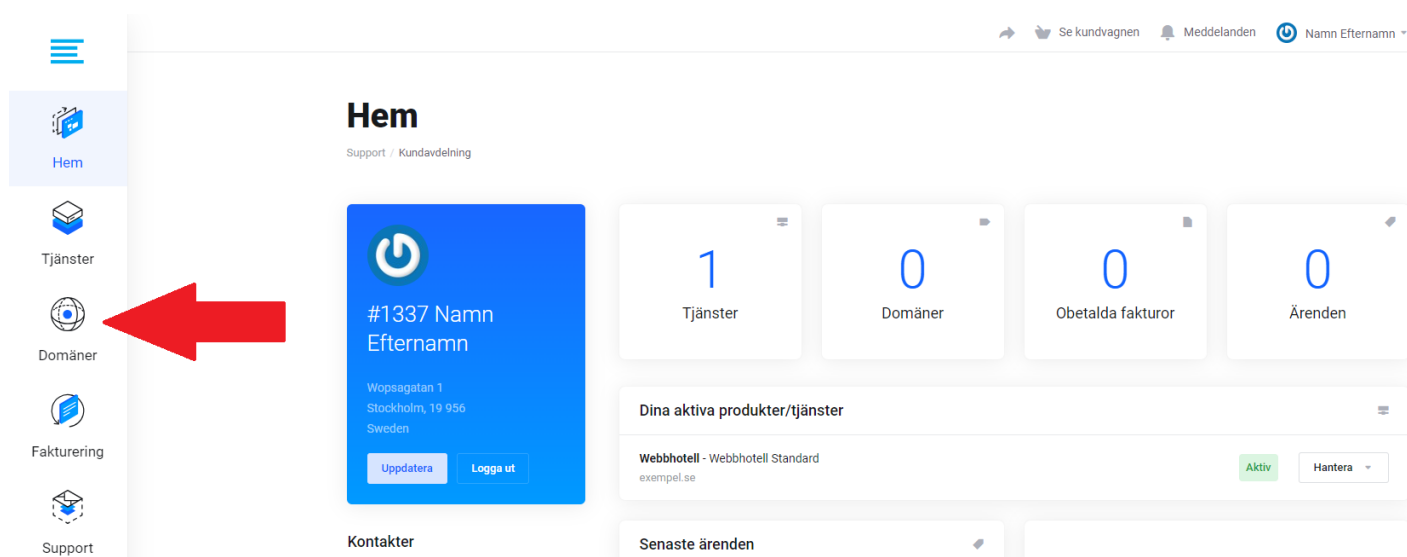 Se kundvagnen
Meddelanden
Namn Efternamn
Hem
Tjänster
Domäner
Fakturering
Support
Hem
Support / Kundavdelning
#1337 Namn
Efternamn
Wopsagatan 1
Stockholm, 19 956
Sweden
Uppdatera
Logga ut
Kontakter
1
Tjänster
0
Domäner
0
Obetalda fakturor
0
Ärenden
Dina aktiva produkter/tjänster
Webbhotell - Webbhotell Standard
exempel.se
Aktiv
Hantera
Senaste ärenden